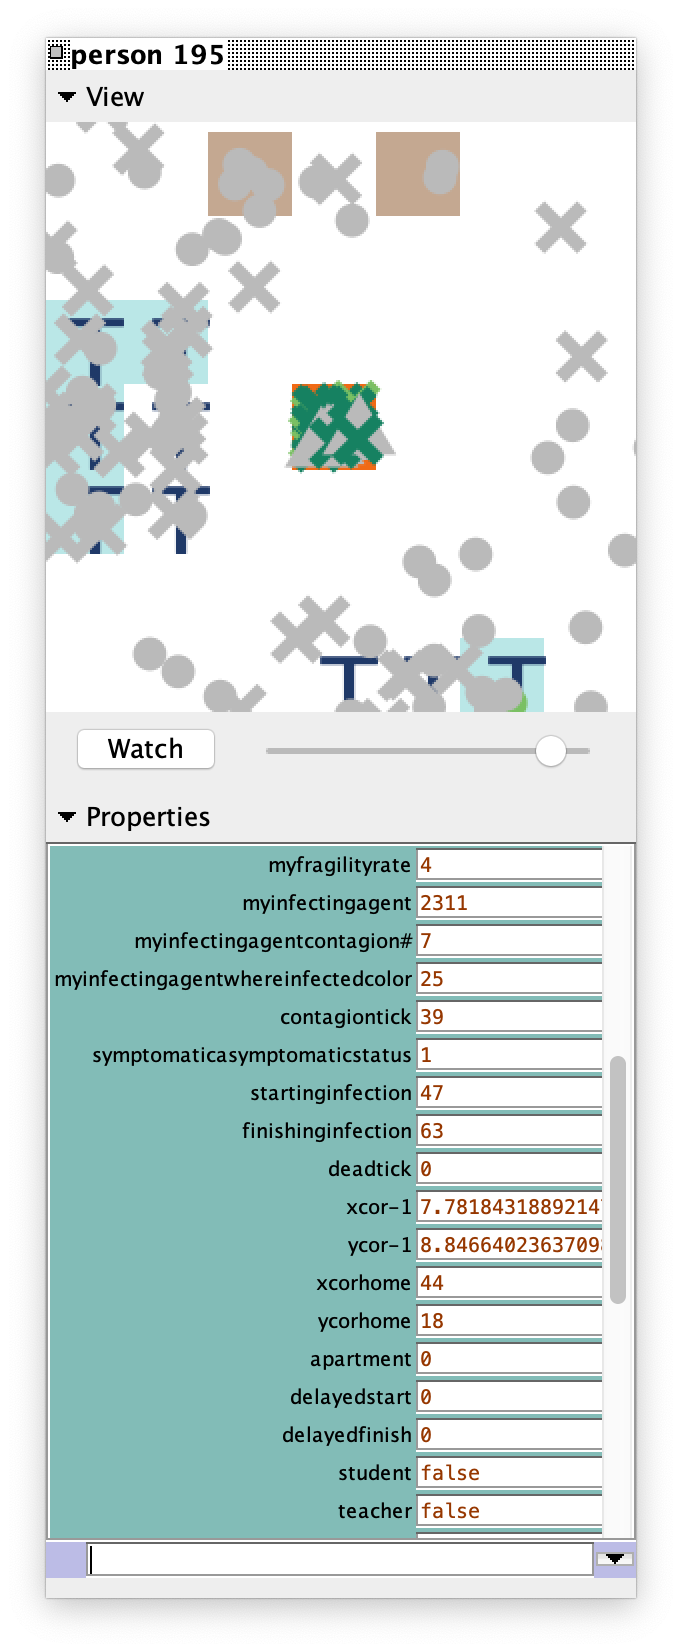 person 195
View
Watch
Properties
myfragilityrate 4
myinfectingagent 2311
myinfectingagentcontagion# 7
myinfectingagentwhereinfectedcolor 25
contagiontick 39
symptomaticasymptomaticstatus 1
startinginfection 47
finishinginfection 63
deadtick 0
xcor-1 7.7818431889214
ycor-1 8.8466402363709
xcorhome 44
ycorhome 18
apartment 0
delayedstart 0
delayedfinish 0
student false
teacher false